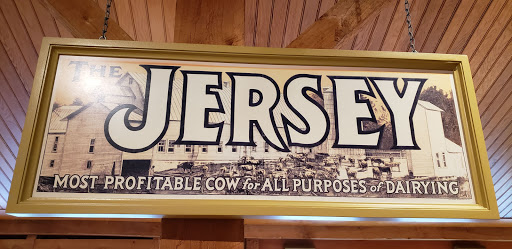 THE
JERSEY
MOST PROFITABLE COW for ALL PURPOSES of DAIRYING